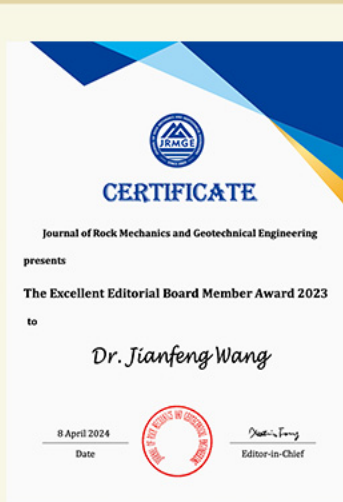 JRMGE
CERTIFICATE
Journal of Rock Mechanics and Geotechnical Engineering
presents
The Excellent Editorial Board Member Award 2023
to
Dr. Jianfeng Wang
8 April 2024
Date
Editor-in-Chief